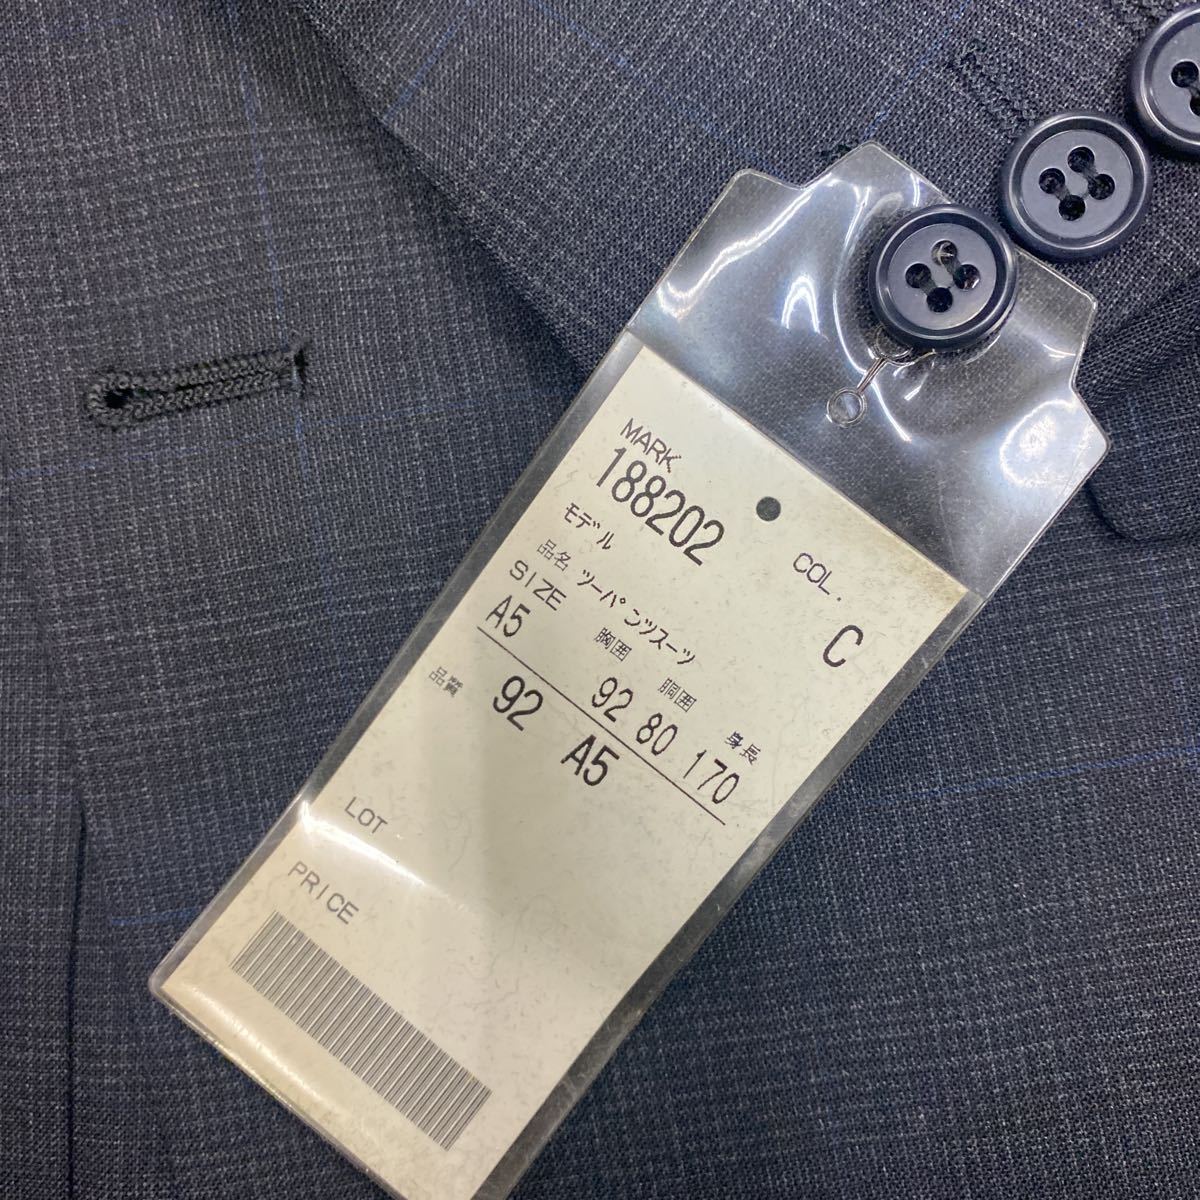 MARK COL.
188202 C
モデル
品名 ツーパンツスーツ
SIZE 胸囲 胴囲 身長
A5 92 80 170
品質 92 A5
LOT
PRICE